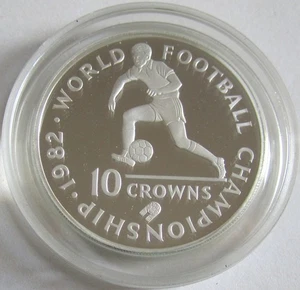 1982 · WORLD FOOTBALL CHAMPIONSHIP ·
10 CROWNS